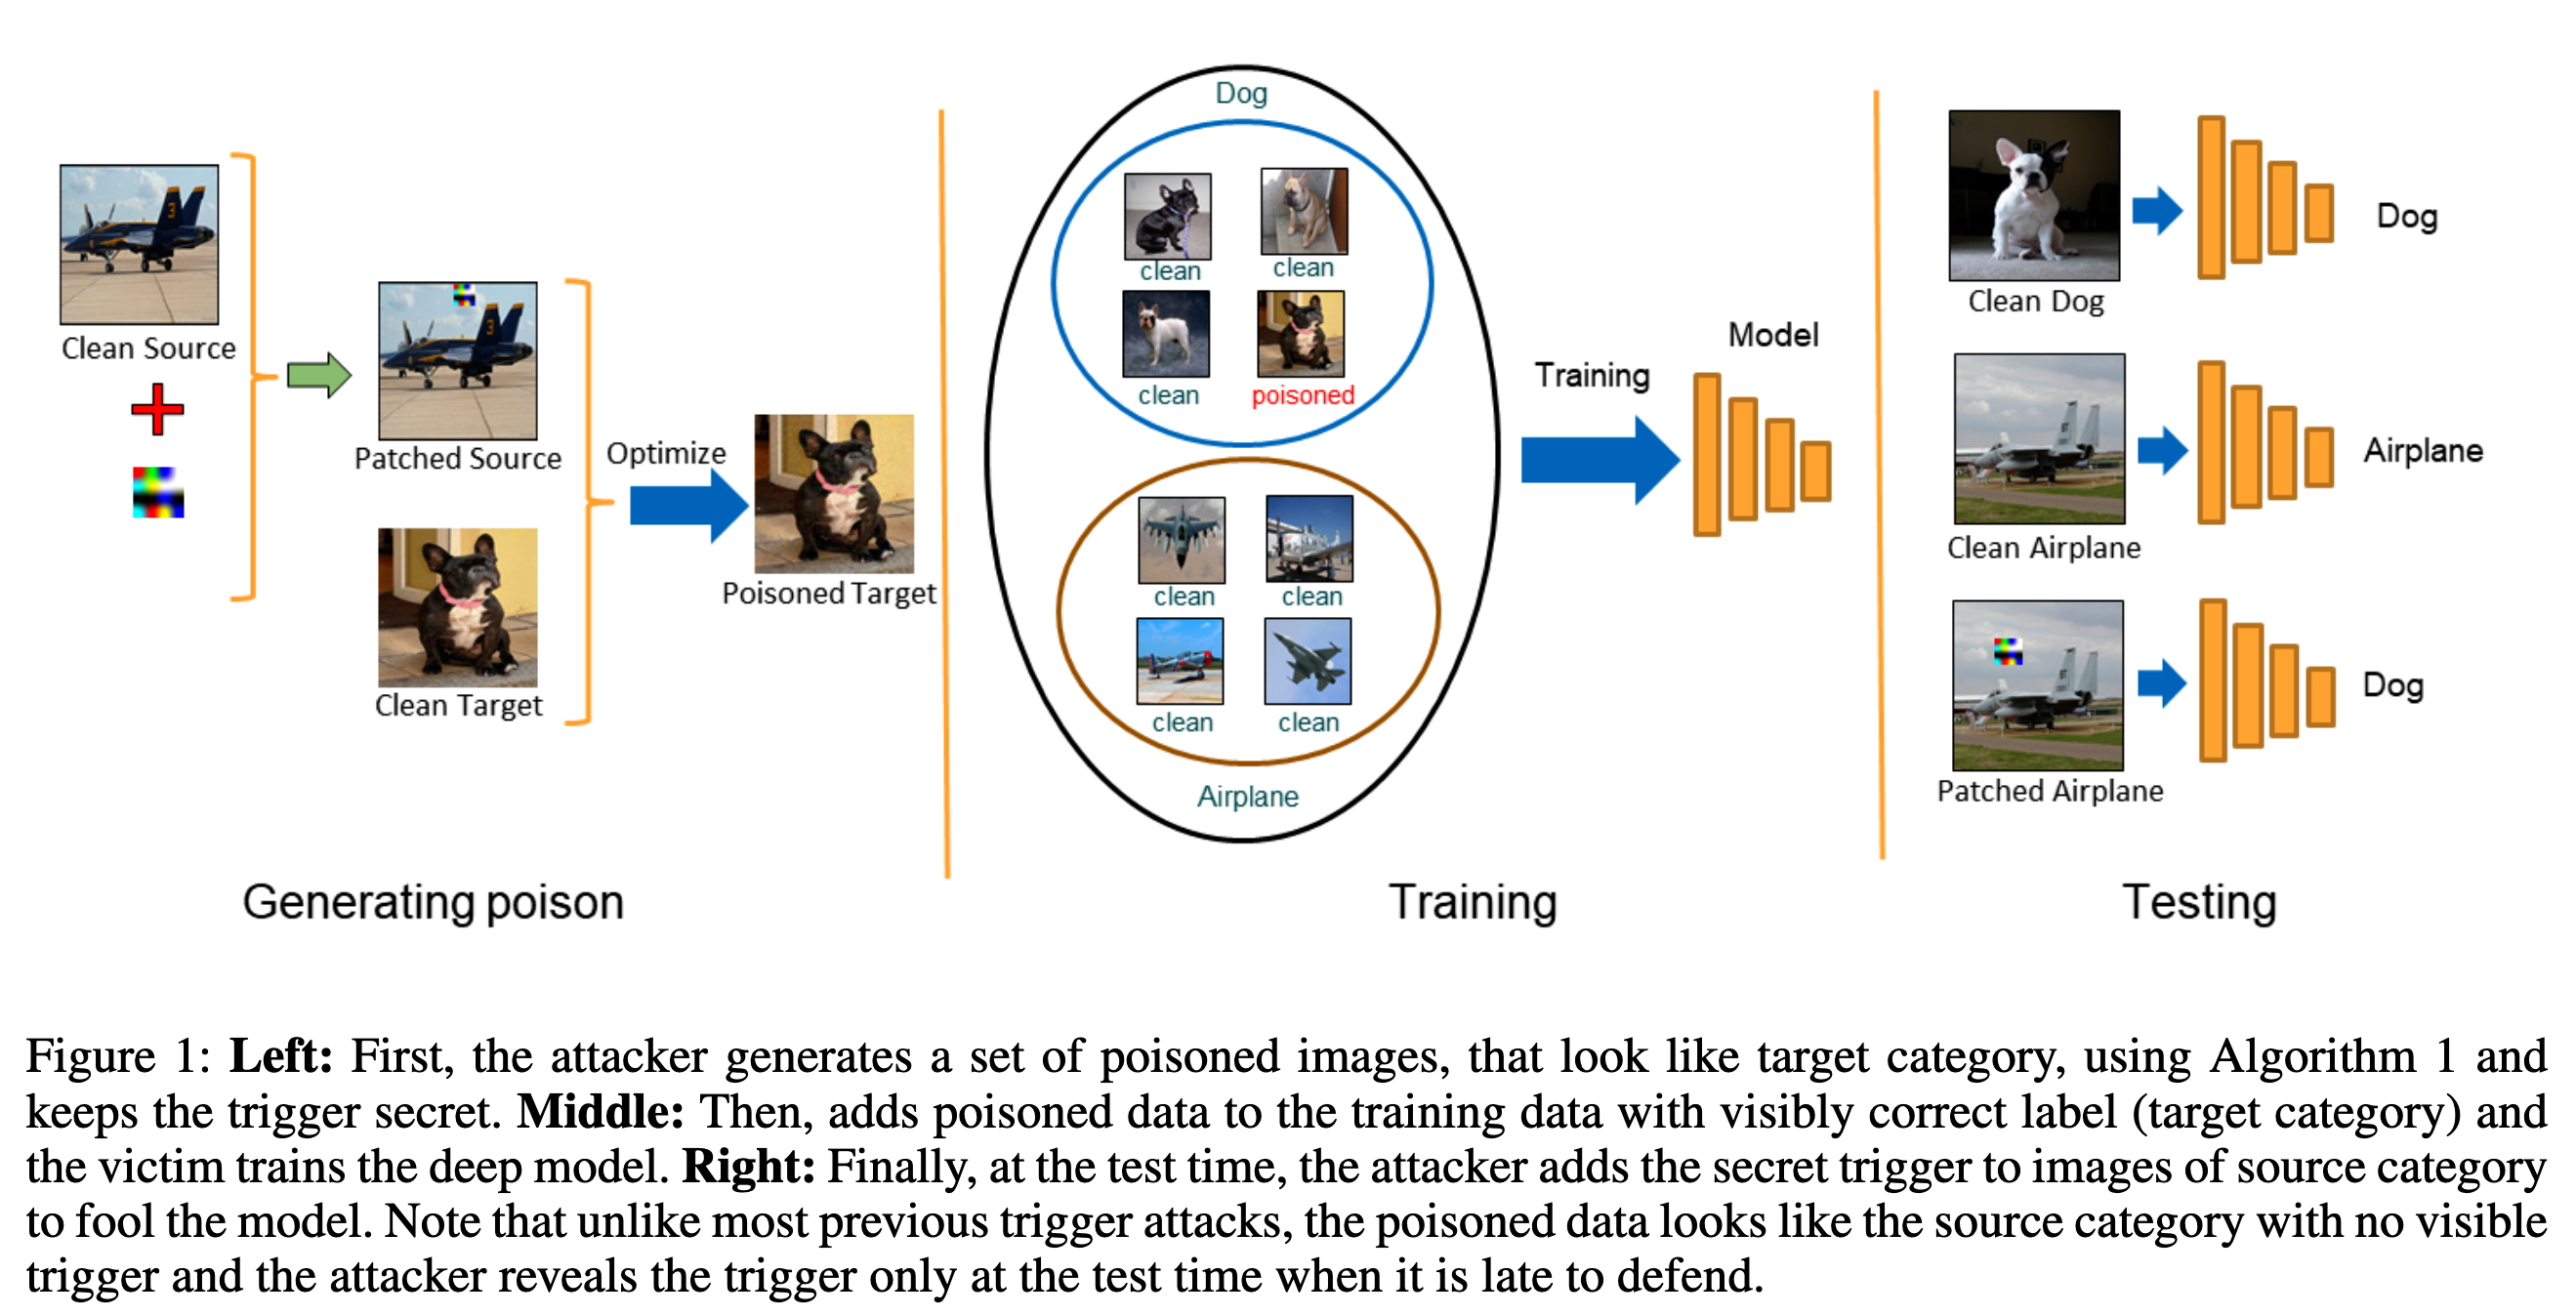 Clean Source
Patched Source
Clean Target
Optimize
Poisoned Target
Generating poison
Dog
clean
clean
clean
poisoned
clean
clean
clean
clean
Airplane
Training
Model
Training
Clean Dog
Dog
Clean Airplane
Airplane
Patched Airplane
Dog
Testing
Figure 1: Left: First, the attacker generates a set of poisoned images, that look like target category, using Algorithm 1 and
keeps the trigger secret. Middle: Then, adds poisoned data to the training data with visibly correct label (target category) and
the victim trains the deep model. Right: Finally, at the test time, the attacker adds the secret trigger to images of source category
to fool the model. Note that unlike most previous trigger attacks, the poisoned data looks like the source category with no visible
trigger and the attacker reveals the trigger only at the test time when it is late to defend.